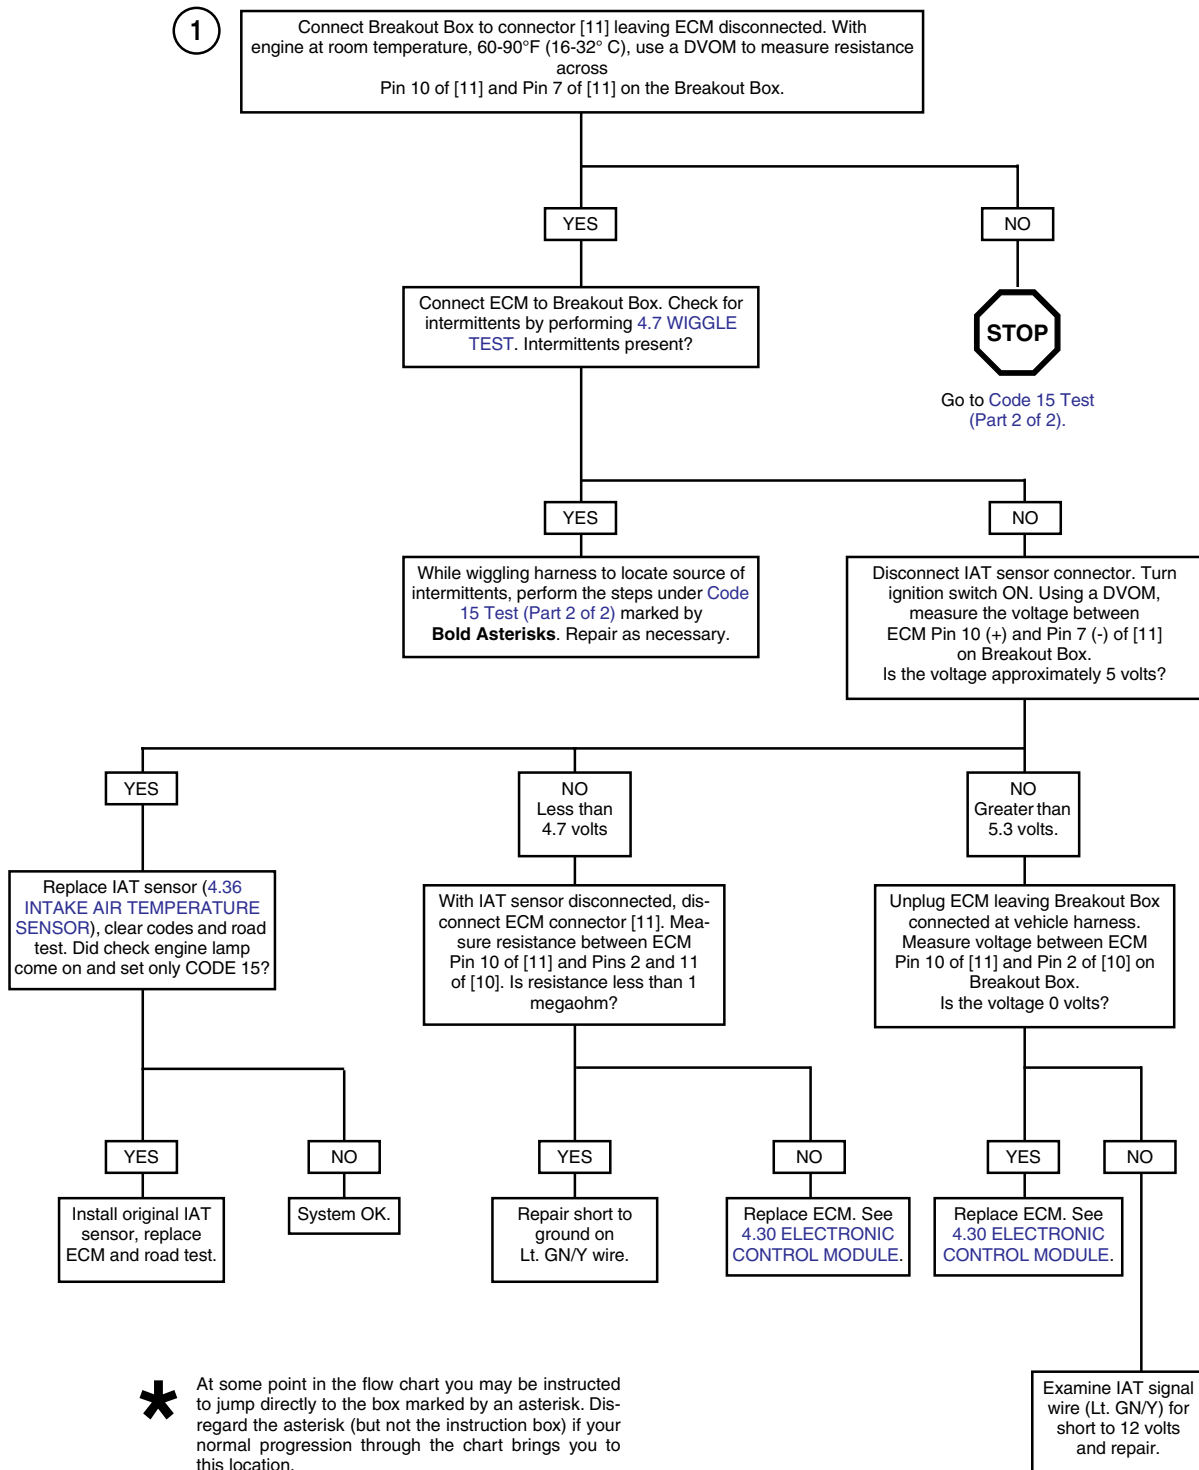 1
Connect Breakout Box to connector [11] leaving ECM disconnected. With
engine at room temperature, 60-90°F (16-32° C), use a DVOM to measure resistance
across
Pin 10 of [11] and Pin 7 of [11] on the Breakout Box.
YES
NO
Connect ECM to Breakout Box. Check for
intermittents by performing 4.7 WIGGLE
TEST. Intermittents present?
STOP
Go to Code 15 Test
(Part 2 of 2).
YES
NO
While wiggling harness to locate source of
intermittents, perform the steps under Code
15 Test (Part 2 of 2) marked by
Bold Asterisks. Repair as necessary.
Disconnect IAT sensor connector. Turn
ignition switch ON. Using a DVOM,
measure the voltage between
ECM Pin 10 (+) and Pin 7 (-) of [11]
on Breakout Box.
Is the voltage approximately 5 volts?
YES
NO
Less than
4.7 volts
NO
Greater than
5.3 volts.
Replace IAT sensor (4.36
INTAKE AIR TEMPERATURE
SENSOR), clear codes and road
test. Did check engine lamp
come on and set only CODE 15?
With IAT sensor disconnected, dis-
connect ECM connector [11]. Mea-
sure resistance between ECM
Pin 10 of [11] and Pins 2 and 11
of [10]. Is resistance less than 1
megaohm?
Unplug ECM leaving Breakout Box
connected at vehicle harness.
Measure voltage between ECM
Pin 10 of [11] and Pin 2 of [10] on
Breakout Box.
Is the voltage 0 volts?
YES
NO
YES
NO
YES
NO
Install original IAT
sensor, replace
ECM and road test.
System OK.
Repair short to
ground on
Lt. GN/Y wire.
Replace ECM. See
4.30 ELECTRONIC
CONTROL MODULE.
Replace ECM. See
4.30 ELECTRONIC
CONTROL MODULE.
Examine IAT signal
wire (Lt. GN/Y) for
short to 12 volts
and repair.
* At some point in the flow chart you may be instructed
to jump directly to the box marked by an asterisk. Dis-
regard the asterisk (but not the instruction box) if your
normal progression through the chart brings you to
this location.